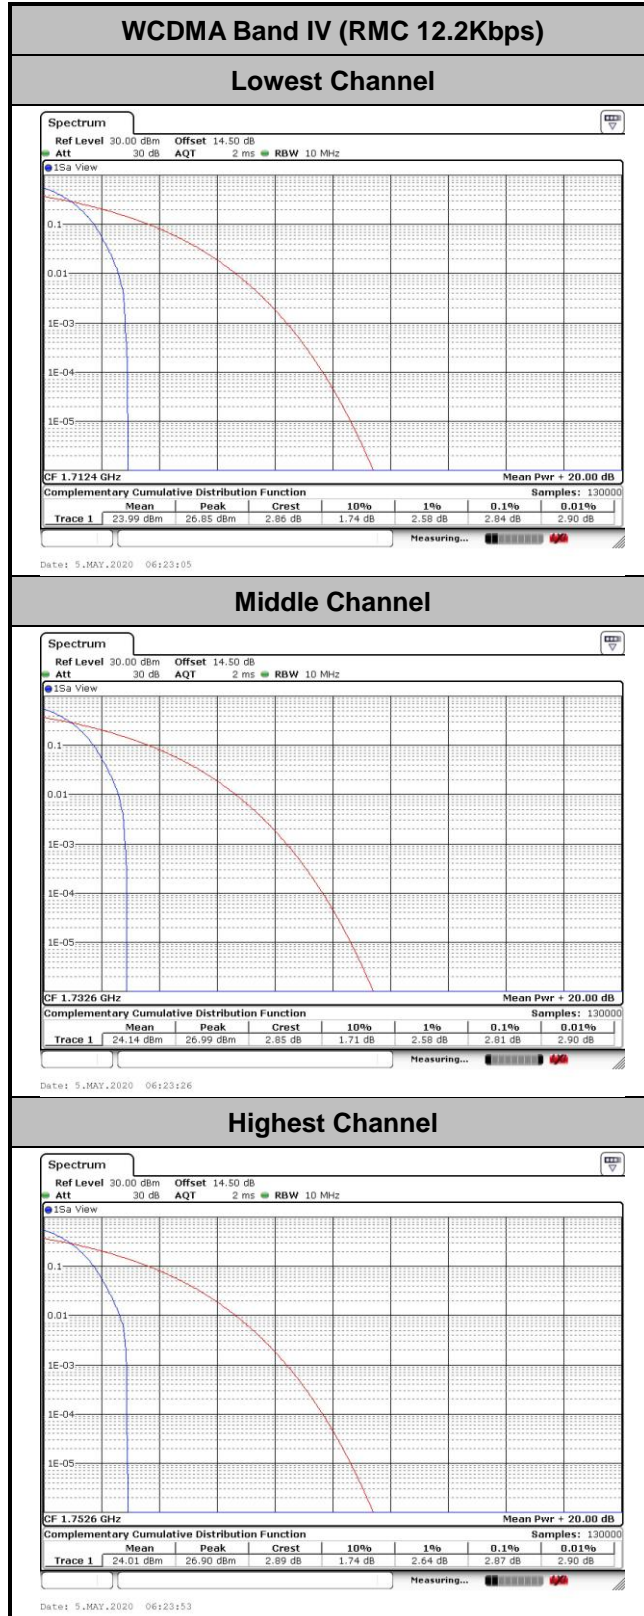 WCDMA Band IV (RMC 12.2Kbps)
Lowest Channel
Spectrum
Ref Level 30.00 dBm Offset 14.50 dB
Att 30 dB AQT 2 ms RBW 10 MHz
1Sa View
0.1
0.01
1E-03
1E-04
1E-05
CF 1.7124 GHz Mean Pwr + 20.00 dB
Complementary Cumulative Distribution Function Samples: 130000
Mean Peak Crest 10% 1% 0.1% 0.01%
Trace 1 23.99 dBm 26.85 dBm 2.86 dB 1.74 dB 2.58 dB 2.84 dB 2.90 dB
Measuring...
Date: 5.MAY.2020 06:23:05
Middle Channel
Spectrum
Ref Level 30.00 dBm Offset 14.50 dB
Att 30 dB AQT 2 ms RBW 10 MHz
1Sa View
0.1
0.01
1E-03
1E-04
1E-05
CF 1.7326 GHz Mean Pwr + 20.00 dB
Complementary Cumulative Distribution Function Samples: 130000
Mean Peak Crest 10% 1% 0.1% 0.01%
Trace 1 24.14 dBm 26.99 dBm 2.85 dB 1.71 dB 2.58 dB 2.81 dB 2.90 dB
Measuring...
Date: 5.MAY.2020 06:23:26
Highest Channel
Spectrum
Ref Level 30.00 dBm Offset 14.50 dB
Att 30 dB AQT 2 ms RBW 10 MHz
1Sa View
0.1
0.01
1E-03
1E-04
1E-05
CF 1.7526 GHz Mean Pwr + 20.00 dB
Complementary Cumulative Distribution Function Samples: 130000
Mean Peak Crest 10% 1% 0.1% 0.01%
Trace 1 24.01 dBm 26.90 dBm 2.89 dB 1.74 dB 2.64 dB 2.87 dB 2.90 dB
Measuring...
Date: 5.MAY.2020 06:23:53